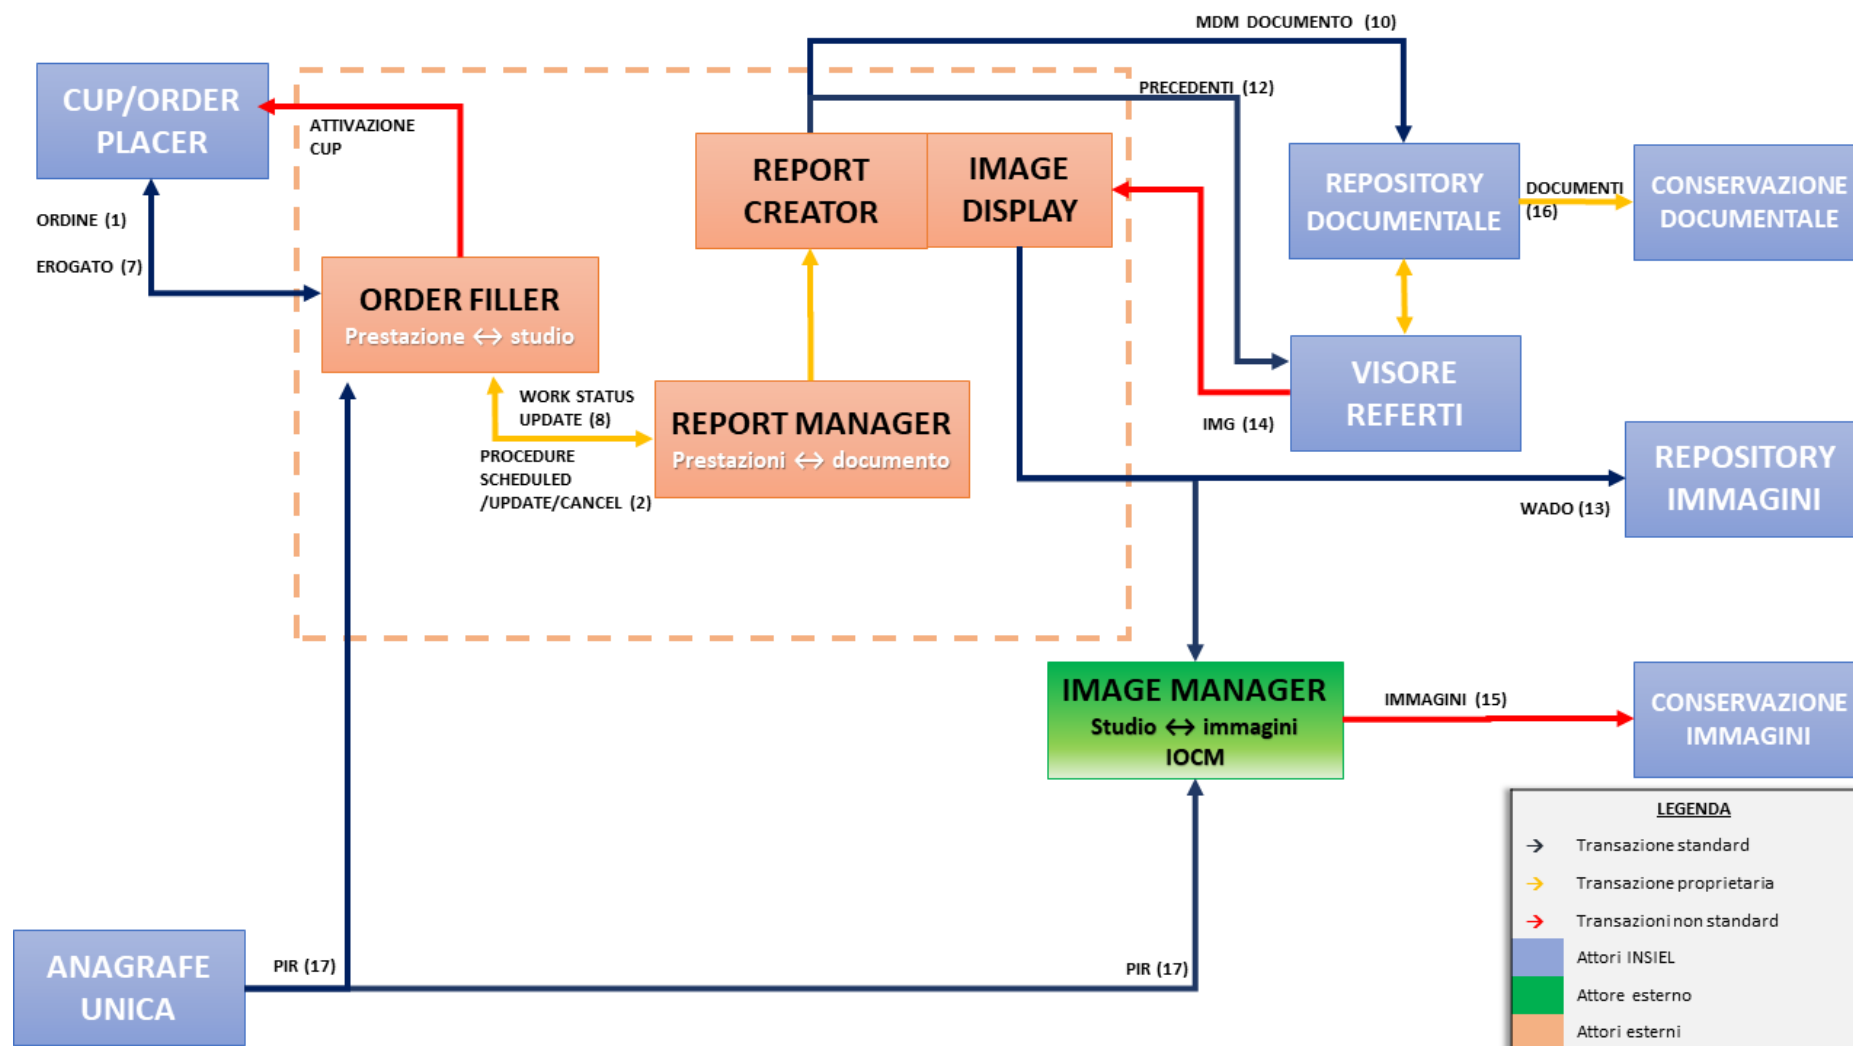 MDM DOCUMENTO (10)
CUP/ORDER
PLACER
PRECEDENTI (12)
ATTIVAZIONE
CUP
REPORT
CREATOR
IMAGE
DISPLAY
REPOSITORY
DOCUMENTALE
DOCUMENTI
(16)
CONSERVAZIONE
DOCUMENTALE
ORDINE (1)
EROGATO (7)
ORDER FILLER
Prestazione ↔ studio
VISORE
REFERTI
WORK STATUS
UPDATE (8)
REPORT MANAGER
Prestazioni ↔ documento
IMG (14)
PROCEDURE
SCHEDULED
/UPDATE/CANCEL (2)
REPOSITORY
IMMAGINI
WADO (13)
IMAGE MANAGER
Studio ↔ immagini
IOCM
IMMAGINI (15)
CONSERVAZIONE
IMMAGINI
LEGENDA
→ Transazione standard
→ Transazione proprietaria
→ Transazioni non standard
Attori INSIEL
Attore esterno
Attori esterni
ANAGRAFE
UNICA
PIR (17)
PIR (17)